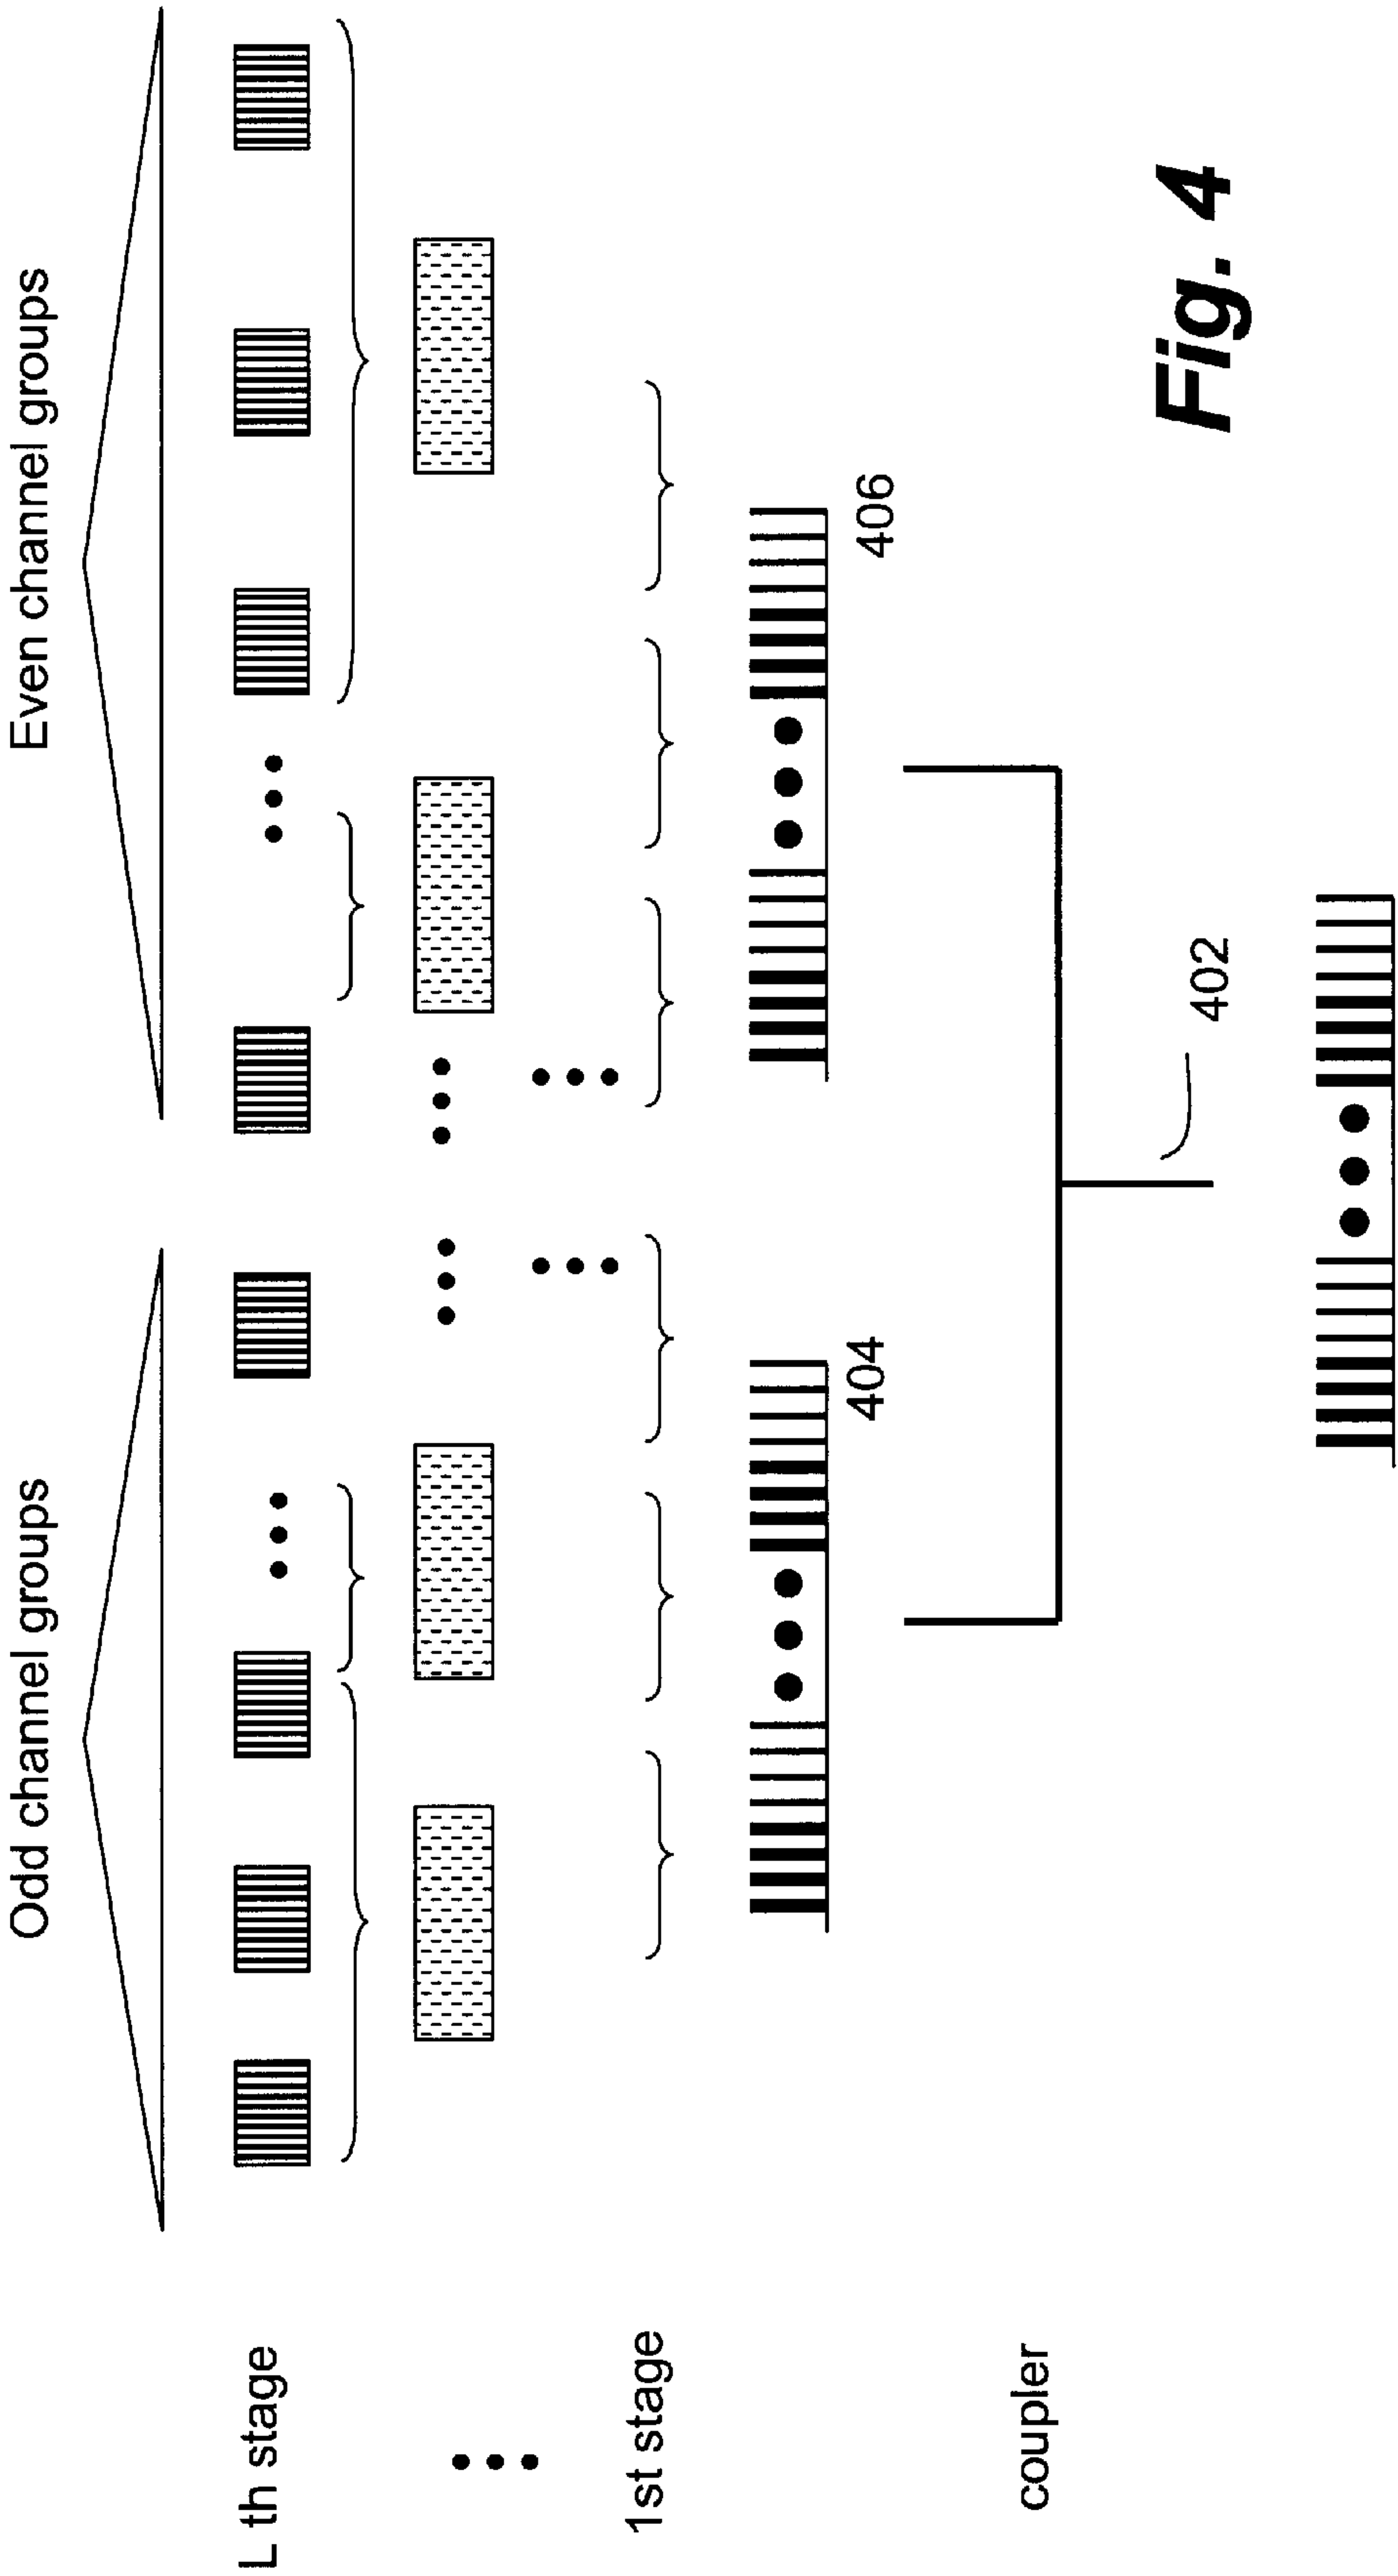 Odd channel groups
Even channel groups
L th stage
1st stage
404
406
coupler
402
Fig. 4